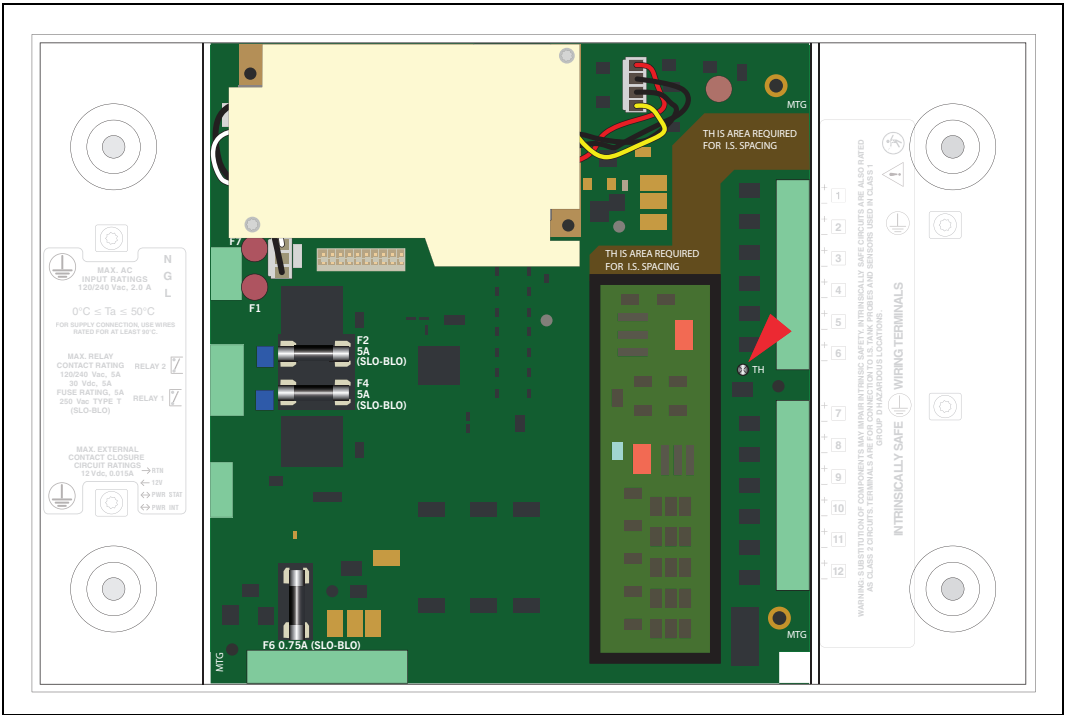 MTG
TH IS AREA REQUIRED
FOR I.S. SPACING
TH IS AREA REQUIRED
FOR I.S. SPACING
F7
F1
F2
5A
(SLO-BLO)
F4
5A
(SLO-BLO)
TH
F6 0.75A (SLO-BLO)
MTG
MTG
N
G
L
MAX. AC
INPUT RATINGS
120/240 Vac, 2.0 A
0°C ≤ Ta ≤ 50°C
FOR SUPPLY CONNECTION, USE WIRES
RATED FOR AT LEAST 90°C.
MAX. RELAY
CONTACT RATING
120/240 Vac, 5A
30 Vdc, 5A
FUSE RATING, 5A
250 Vac TYPE T
(SLO-BLO)
RELAY 2
RELAY 1
MAX. EXTERNAL
CONTACT CLOSURE
CIRCUIT RATINGS
12 Vdc, 0.015A
RTN
12V
PWR STAT
PWR INT
+ 1 −
+ 2 −
+ 3 −
+ 4 −
+ 5 −
+ 6 −
+ 7 −
+ 8 −
+ 9 −
+ 10 −
+ 11 −
+ 12 −
WARNING: SUBSTITUTION OF COMPONENTS MAY IMPAIR INTRINSIC SAFETY. INTRINSICALLY SAFE CIRCUITS ARE ALSO RATED
AS CLASS 2 CIRCUITS. TERMINALS ARE FOR CONNECTION TO I.S. TANK PROBES AND SENSORS USED IN CLASS 1
GROUP D HAZARDOUS LOCATIONS.
INTRINSICALLY SAFE WIRING TERMINALS